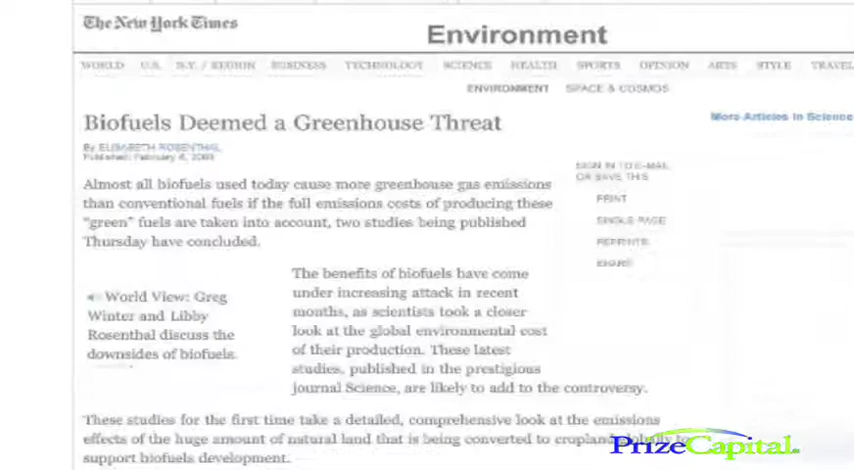 The New York Times
Environment
WORLD U.S. N.Y. / REGION BUSINESS TECHNOLOGY SCIENCE HEALTH SPORTS OPINION ARTS STYLE TRAVEL
ENVIRONMENT SPACE & COSMOS
Biofuels Deemed a Greenhouse Threat
More Articles in Science
By ELISABETH ROSENTHAL
Published: February 8, 2008
SIGN IN TO E-MAIL
OR SAVE THIS
PRINT
SINGLE PAGE
REPRINTS
SHARE
Almost all biofuels used today cause more greenhouse gas emissions
than conventional fuels if the full emissions costs of producing these
"green" fuels are taken into account, two studies being published
Thursday have concluded.
World View: Greg
Winter and Libby
Rosenthal discuss the
downsides of biofuels
The benefits of biofuels have come
under increasing attack in recent
months, as scientists took a closer
look at the global environmental cost
of their production. These latest
studies, published in the prestigious
journal Science, are likely to add to the controversy.
These studies for the first time take a detailed, comprehensive look at the emissions
effects of the huge amount of natural land that is being converted to cropland globally to
support biofuels development.
PrizeCapital